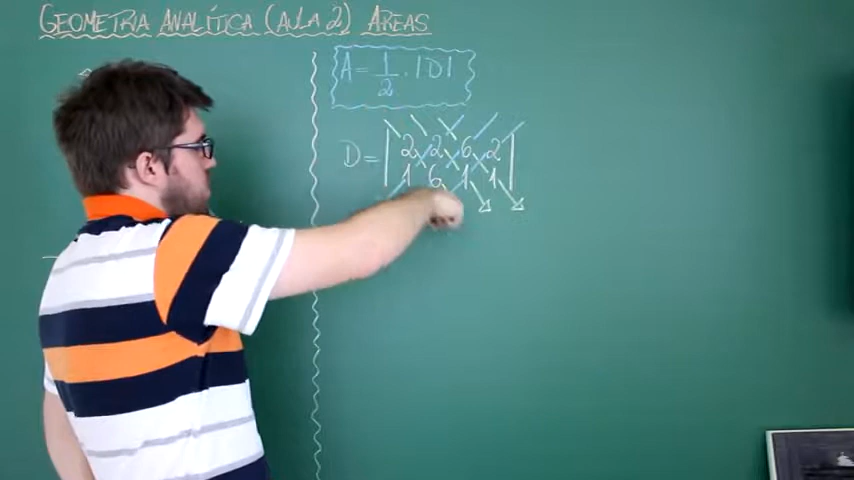 GEOMETRIA ANALÍTICA (AULA 2) ÁREAS
A = 1/2 . |D|
D = | 2 2 6 2 |
| 1 6 1 1 |